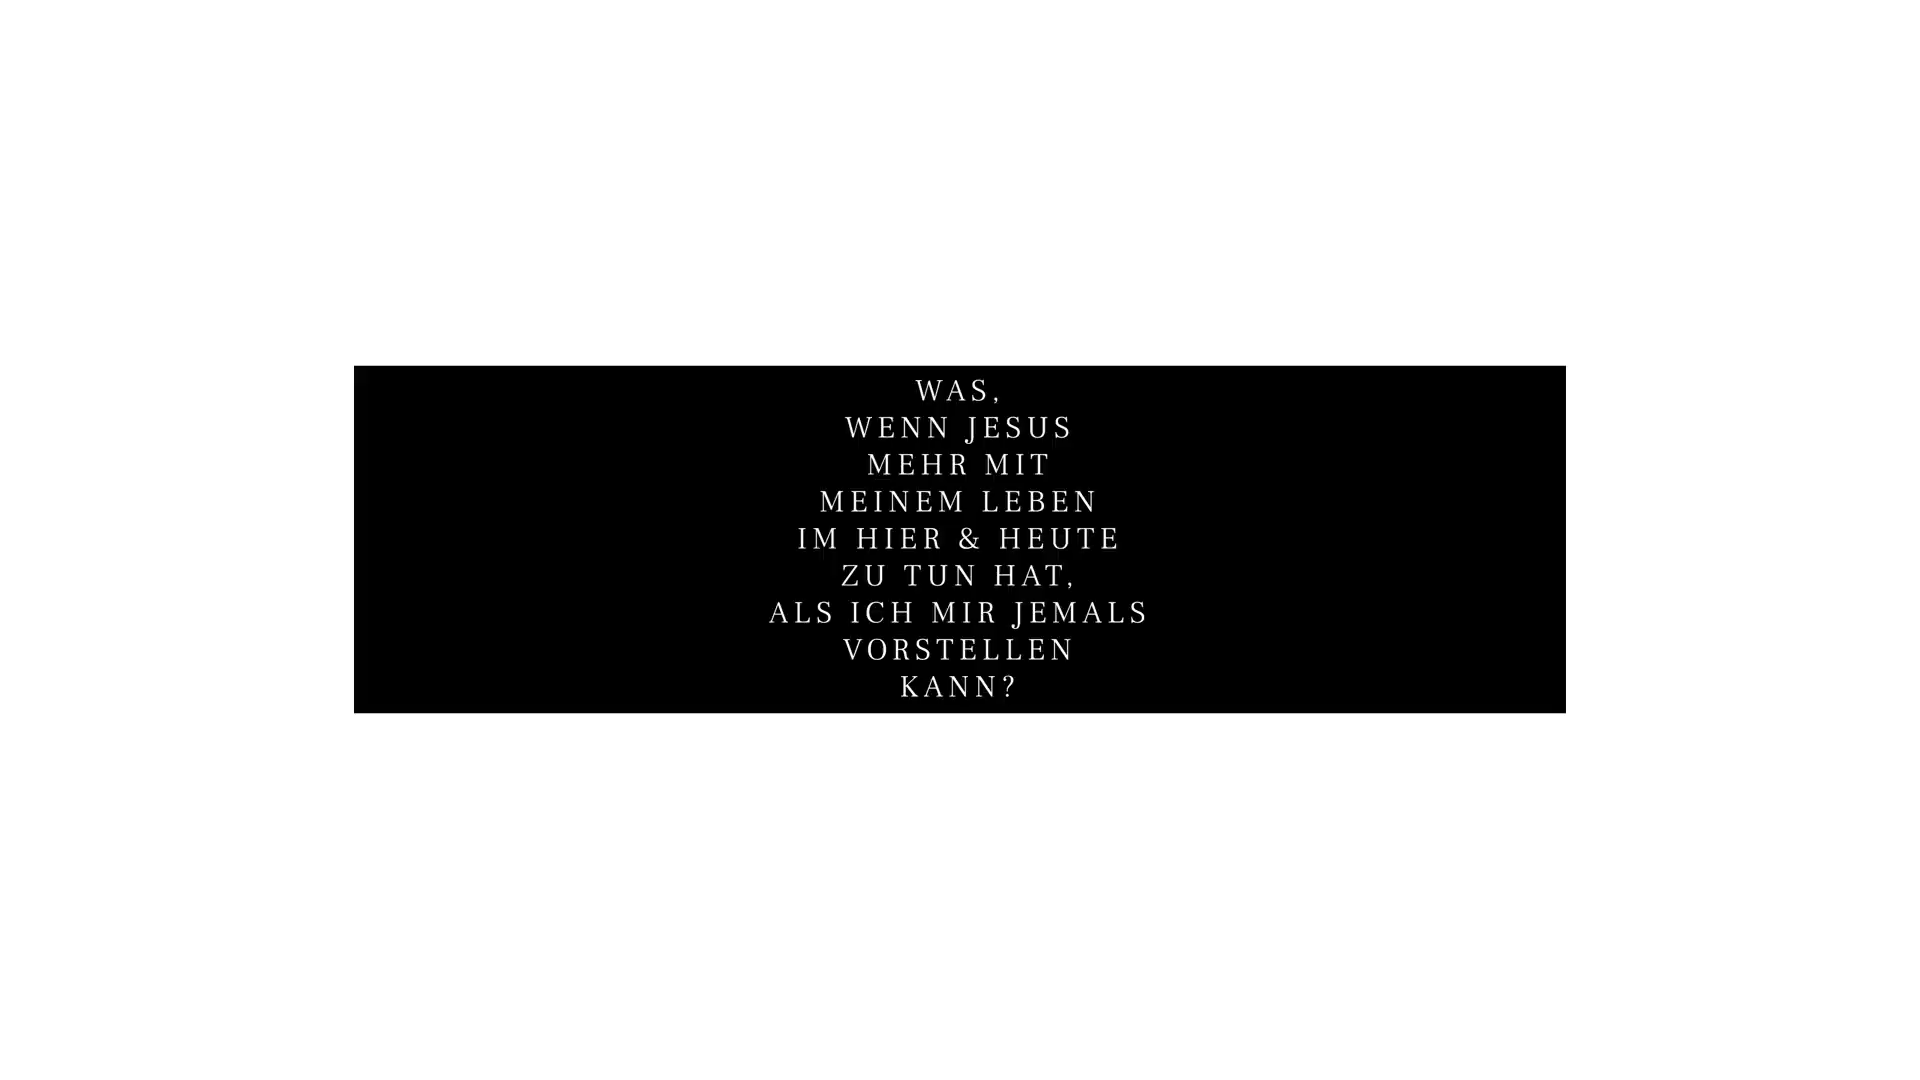 WAS,
WENN JESUS
MEHR MIT
MEINEM LEBEN
IM HIER & HEUTE
ZU TUN HAT,
ALS ICH MIR JEMALS
VORSTELLEN
KANN?